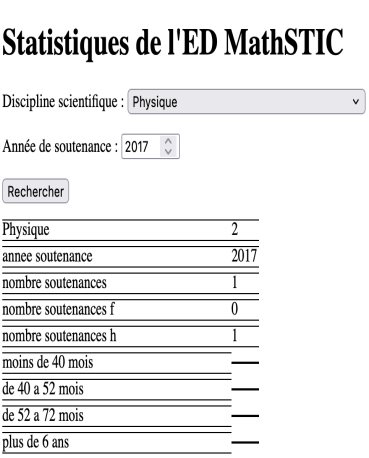 Statistiques de l'ED MathSTIC
Discipline scientifique : Physique
Année de soutenance : 2017
Rechercher
Physique 2
annee soutenance 2017
nombre soutenances 1
nombre soutenances f 0
nombre soutenances h 1
moins de 40 mois
de 40 a 52 mois
de 52 a 72 mois
plus de 6 ans